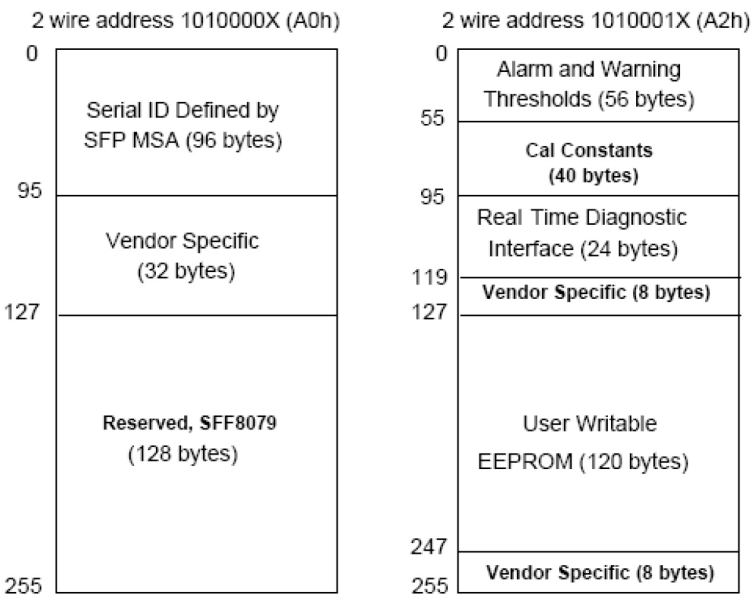 2 wire address 1010000X (A0h)
0
Serial ID Defined by
SFP MSA (96 bytes)
95
Vendor Specific
(32 bytes)
127
Reserved, SFF8079
(128 bytes)
255
2 wire address 1010001X (A2h)
0
Alarm and Warning
Thresholds (56 bytes)
55
Cal Constants
(40 bytes)
95
Real Time Diagnostic
Interface (24 bytes)
119
Vendor Specific (8 bytes)
127
User Writable
EEPROM (120 bytes)
247
Vendor Specific (8 bytes)
255